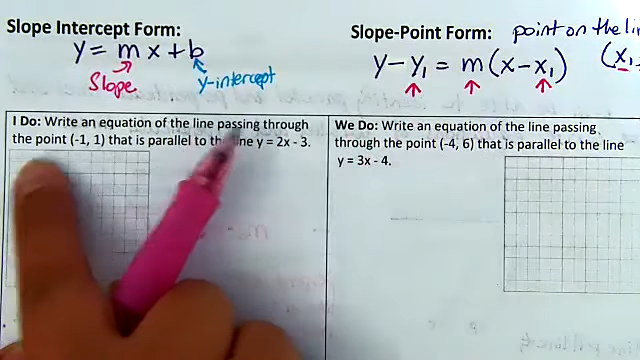 Slope Intercept Form:
y = mx + b
Slope
y-intercept
Slope-Point Form:
point on the
(x₁,
y - y₁ = m(x - x₁)
I Do: Write an equation of the line passing through
the point (-1, 1) that is parallel to the line y = 2x - 3.
We Do: Write an equation of the line passing
through the point (-4, 6) that is parallel to the line
y = 3x - 4.